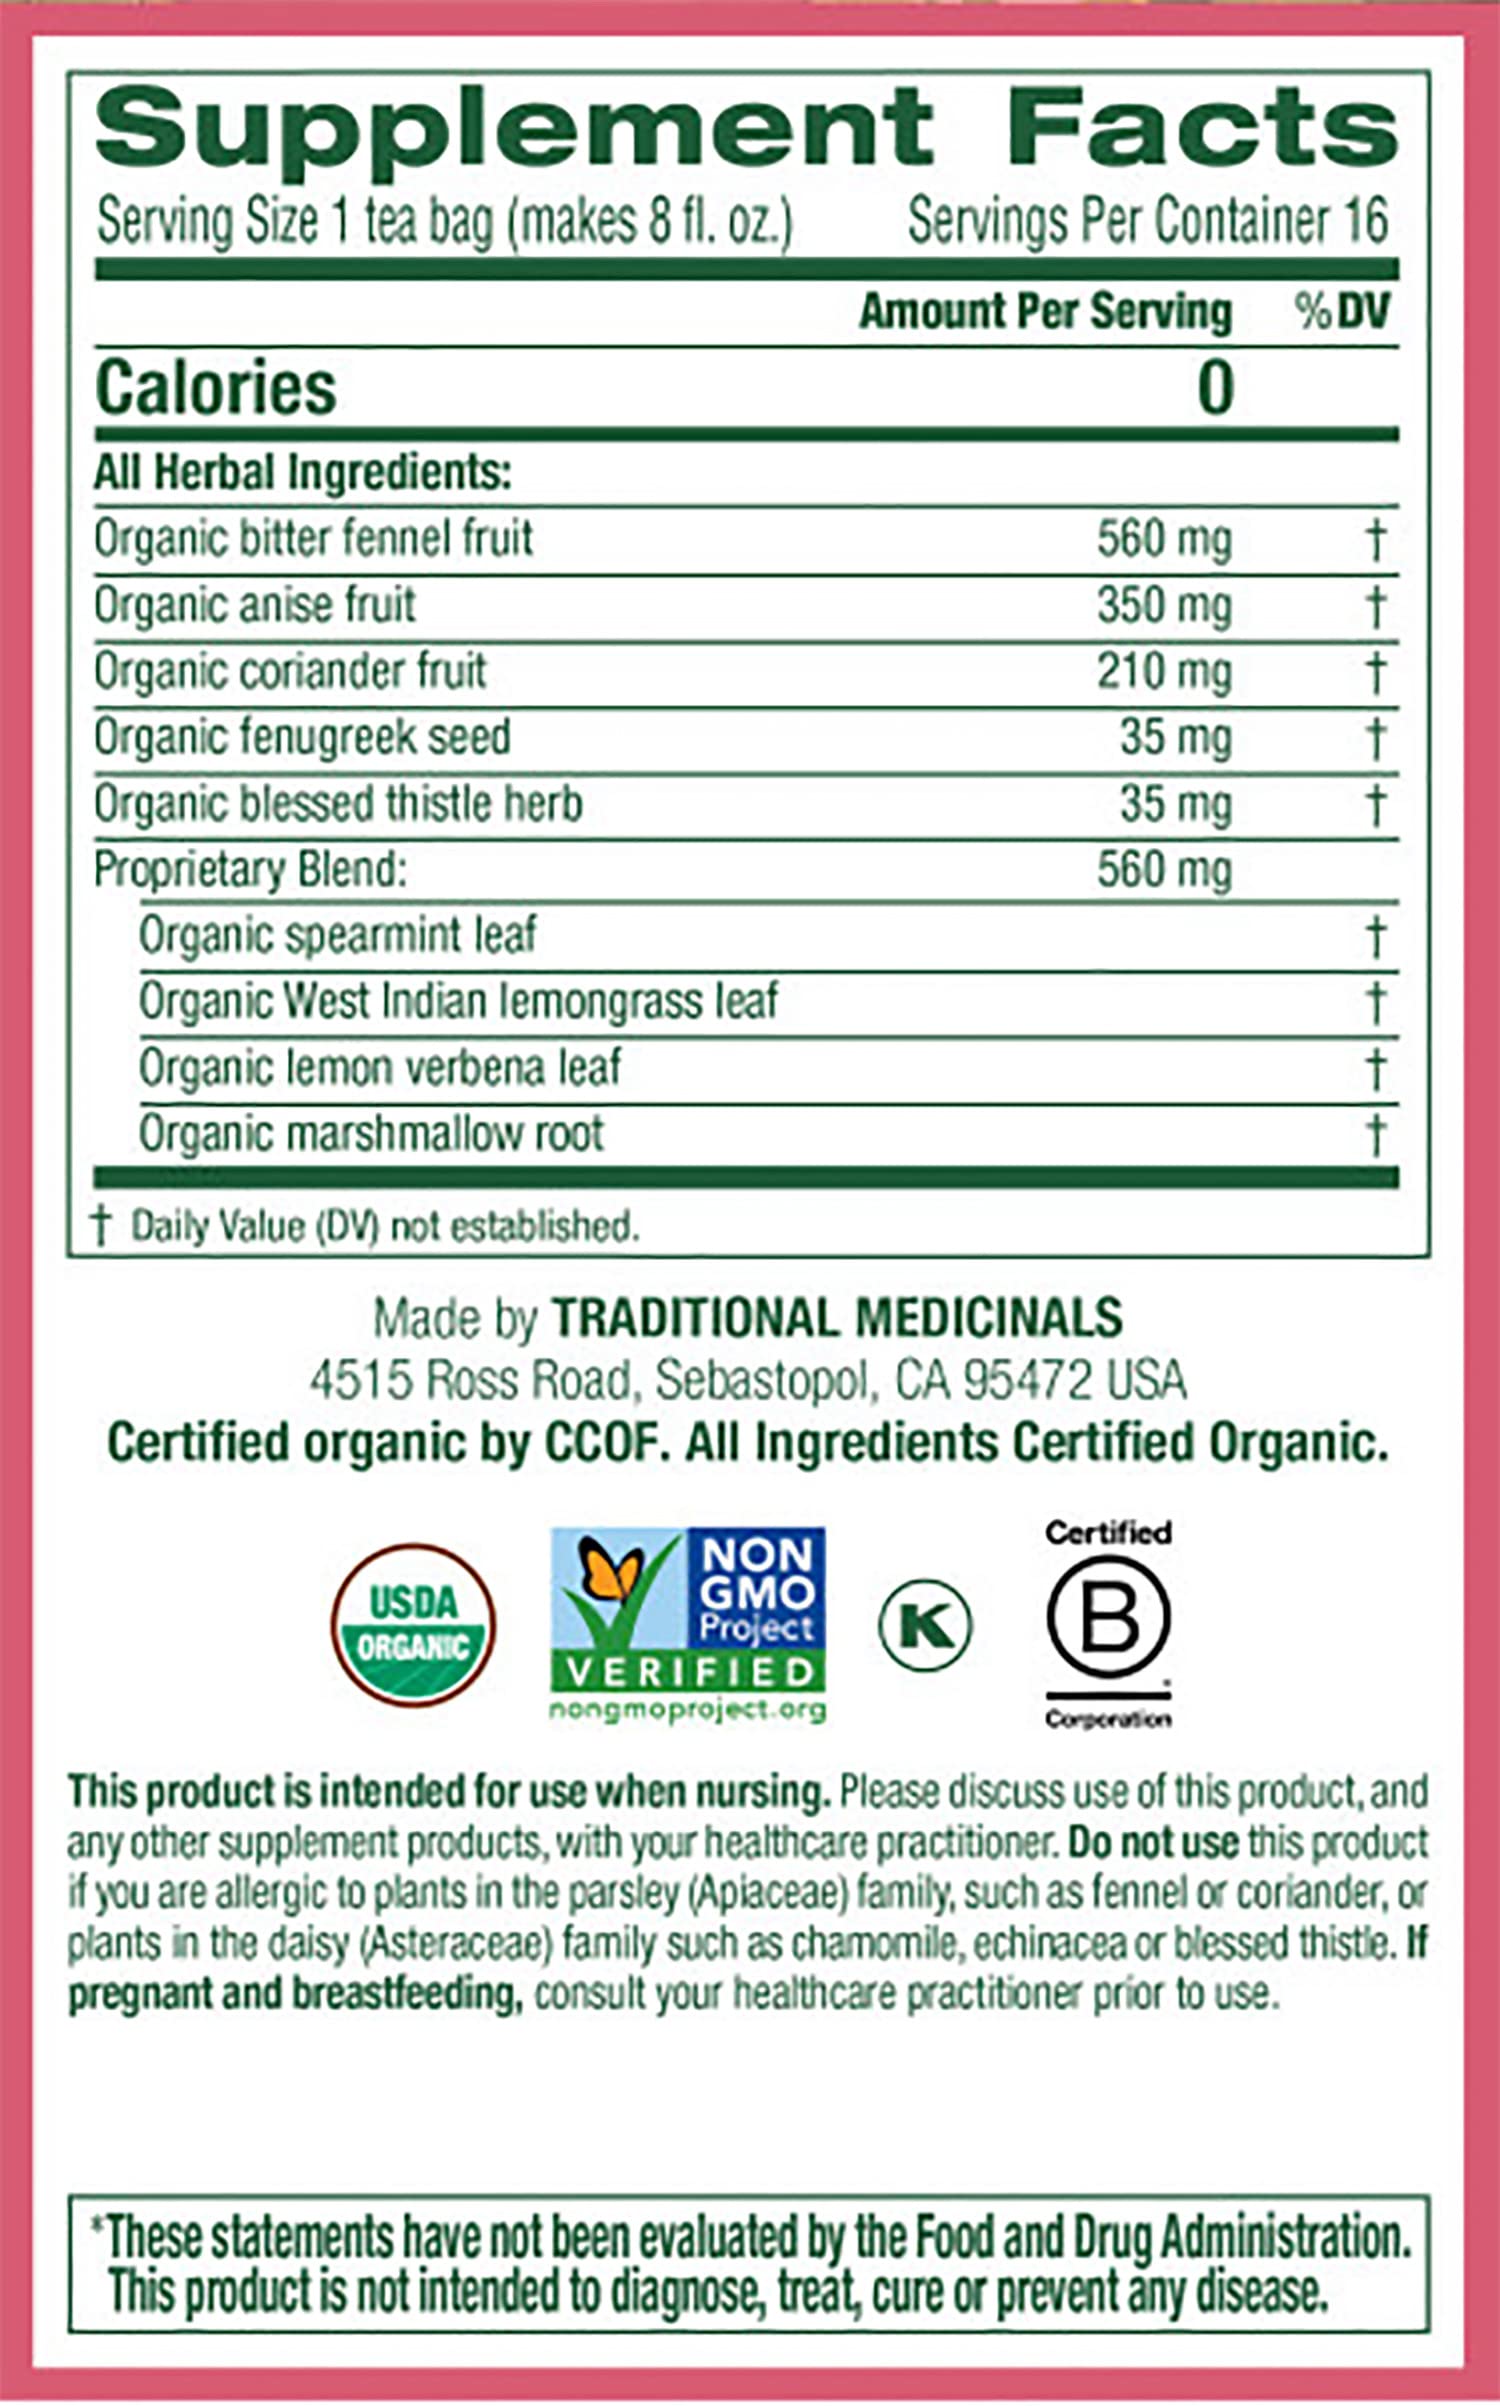 Supplement Facts
Serving Size 1 tea bag (makes 8 fl. oz.) Servings Per Container 16
Amount Per Serving %DV
Calories 0
All Herbal Ingredients:
Organic bitter fennel fruit 560 mg †
Organic anise fruit 350 mg †
Organic coriander fruit 210 mg †
Organic fenugreek seed 35 mg †
Organic blessed thistle herb 35 mg †
Proprietary Blend: 560 mg
Organic spearmint leaf †
Organic West Indian lemongrass leaf †
Organic lemon verbena leaf †
Organic marshmallow root †
† Daily Value (DV) not established.
Made by TRADITIONAL MEDICINALS
4515 Ross Road, Sebastopol, CA 95472 USA
Certified organic by CCOF. All Ingredients Certified Organic.
USDA
ORGANIC
NON
GMO
Project
VERIFIED
nongmoproject.org
K
Certified
B
Corporation
This product is intended for use when nursing. Please discuss use of this product, and
any other supplement products, with your healthcare practitioner. Do not use this product
if you are allergic to plants in the parsley (Apiaceae) family, such as fennel or coriander, or
plants in the daisy (Asteraceae) family such as chamomile, echinacea or blessed thistle. If
pregnant and breastfeeding, consult your healthcare practitioner prior to use.
*These statements have not been evaluated by the Food and Drug Administration.
This product is not intended to diagnose, treat, cure or prevent any disease.